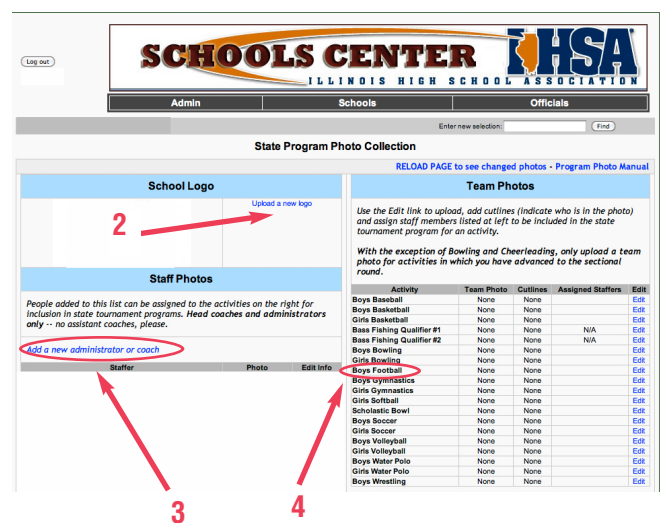 Log out
SCHOOLS CENTER
IHSA
ILLINOIS HIGH SCHOOL ASSOCIATION
Admin Schools Officials
Enter new selection: Find
State Program Photo Collection
RELOAD PAGE to see changed photos - Program Photo Manual
School Logo
Upload a new logo
2
Staff Photos
People added to this list can be assigned to the activities on the right for
inclusion in state tournament programs. Head coaches and administrators
only -- no assistant coaches, please.
Add a new administrator or coach
Staffer Photo Edit Info
3
Team Photos
Use the Edit link to upload, add cutlines (indicate who is in the photo)
and assign staff members listed at left to be included in the state
tournament program for an activity.
With the exception of Bowling and Cheerleading, only upload a team
photo for activities in which you have advanced to the sectional
round.
Activity Team Photo Cutlines Assigned Staffers Edit
Boys Baseball None None Edit
Boys Basketball None None Edit
Girls Basketball None None Edit
Bass Fishing Qualifier #1 None None N/A Edit
Bass Fishing Qualifier #2 None None N/A Edit
Boys Bowling None None Edit
Girls Bowling None None Edit
Boys Football None None Edit
Boys Gymnastics None None Edit
Girls Gymnastics None None Edit
Girls Softball None None Edit
Scholastic Bowl None None Edit
Boys Soccer None None Edit
Girls Soccer None None Edit
Boys Volleyball None None Edit
Girls Volleyball None None Edit
Boys Water Polo None None Edit
Girls Water Polo None None Edit
Boys Wrestling None None Edit
4